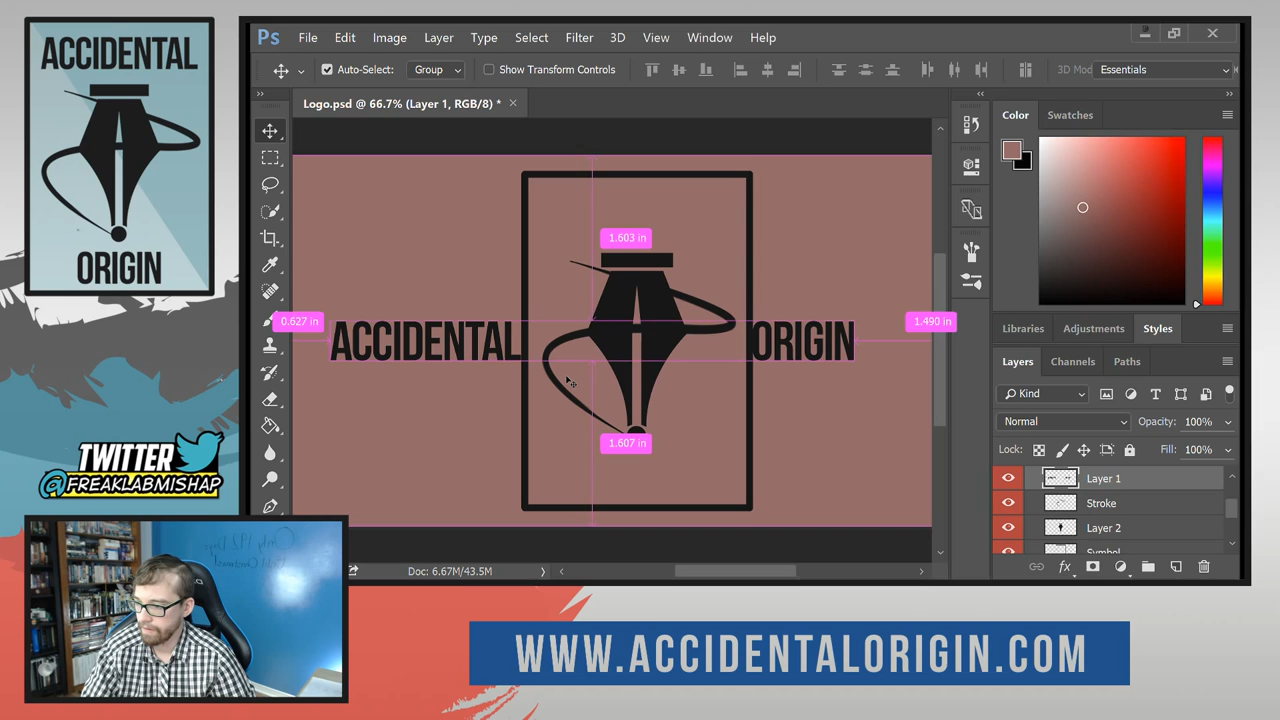 ACCIDENTAL
ORIGIN
TWITTER
@FREAKLABMISHAP
Ps File Edit Image Layer Type Select Filter 3D View Window Help
Auto-Select: Group Show Transform Controls
Essentials
Logo.psd @ 66.7% (Layer 1, RGB/8) *
1.603 in
0.627 in
1.490 in
ACCIDENTAL ORIGIN
1.607 in
Doc: 6.67M/43.5M
Color Swatches
Libraries Adjustments Styles
Layers Channels Paths
Kind
Normal Opacity: 100%
Lock: Fill: 100%
Layer 1
Stroke
Layer 2
Symbol
WWW.ACCIDENTALORIGIN.COM